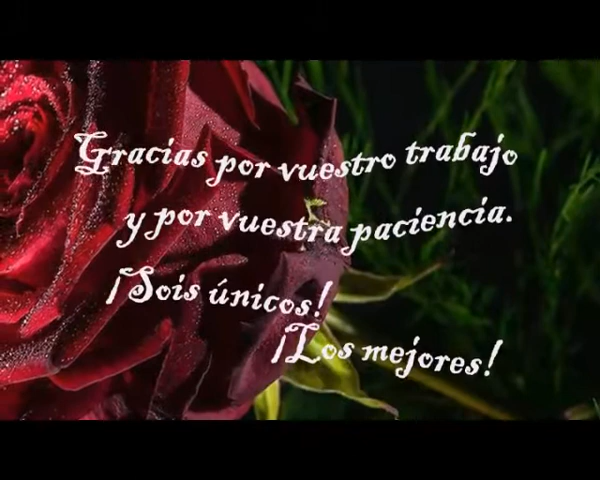 Gracias por vuestro trabajo
y por vuestra paciencia.
¡Sois únicos!
¡Los mejores!